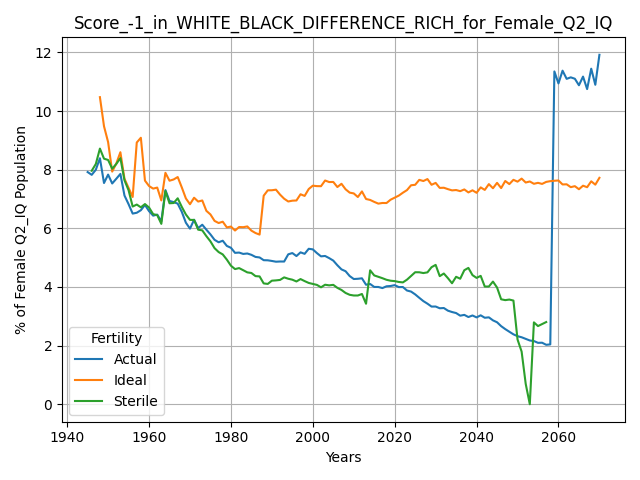 Score_-1_in_WHITE_BLACK_DIFFERENCE_RICH_for_Female_Q2_IQ
% of Female Q2_IQ Population
12
10
8
6
4
2
0
Fertility
Actual
Ideal
Sterile
1940 1960 1980 2000 2020 2040 2060
Years